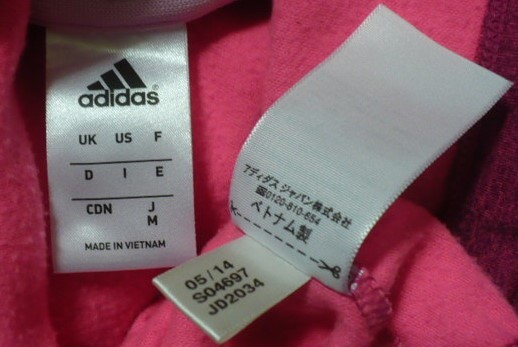 adidas
UK US F
D I E
CDN J
M
MADE IN VIETNAM
アディダス ジャパン株式会社
☎0120-810-654
ベトナム製
05/14
S04697
JD2034